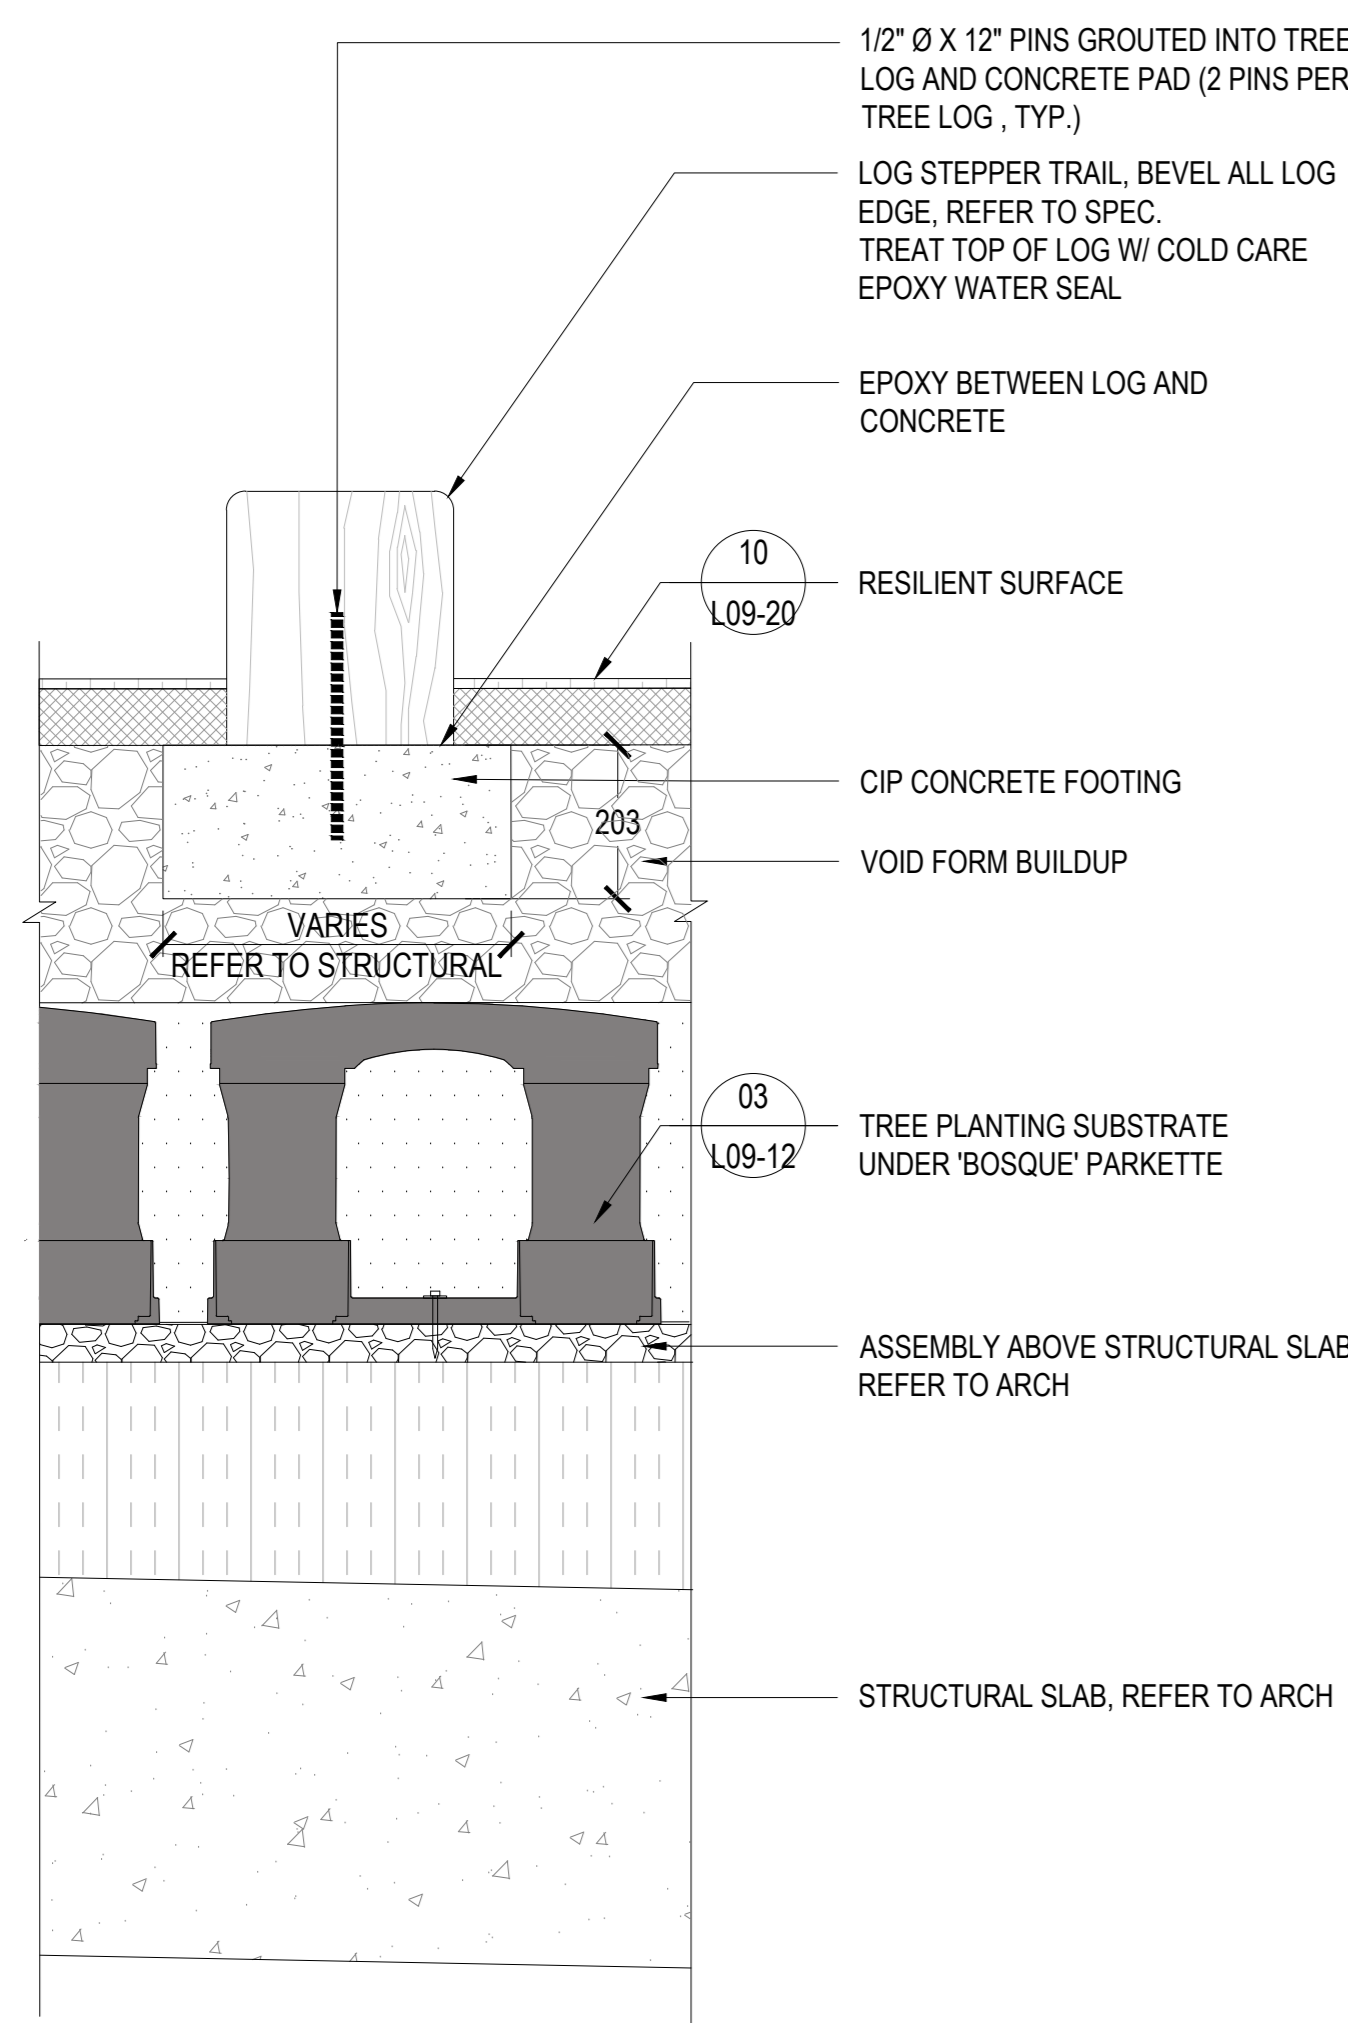 1/2" Ø X 12" PINS GROUTED INTO TREE
LOG AND CONCRETE PAD (2 PINS PER
TREE LOG , TYP.)
LOG STEPPER TRAIL, BEVEL ALL LOG
EDGE, REFER TO SPEC.
TREAT TOP OF LOG W/ COLD CARE
EPOXY WATER SEAL
EPOXY BETWEEN LOG AND
CONCRETE
10
L09-20
RESILIENT SURFACE
CIP CONCRETE FOOTING
203
VOID FORM BUILDUP
VARIES
REFER TO STRUCTURAL
03
L09-12
TREE PLANTING SUBSTRATE
UNDER 'BOSQUE' PARKETTE
ASSEMBLY ABOVE STRUCTURAL SLAB
REFER TO ARCH
STRUCTURAL SLAB, REFER TO ARCH